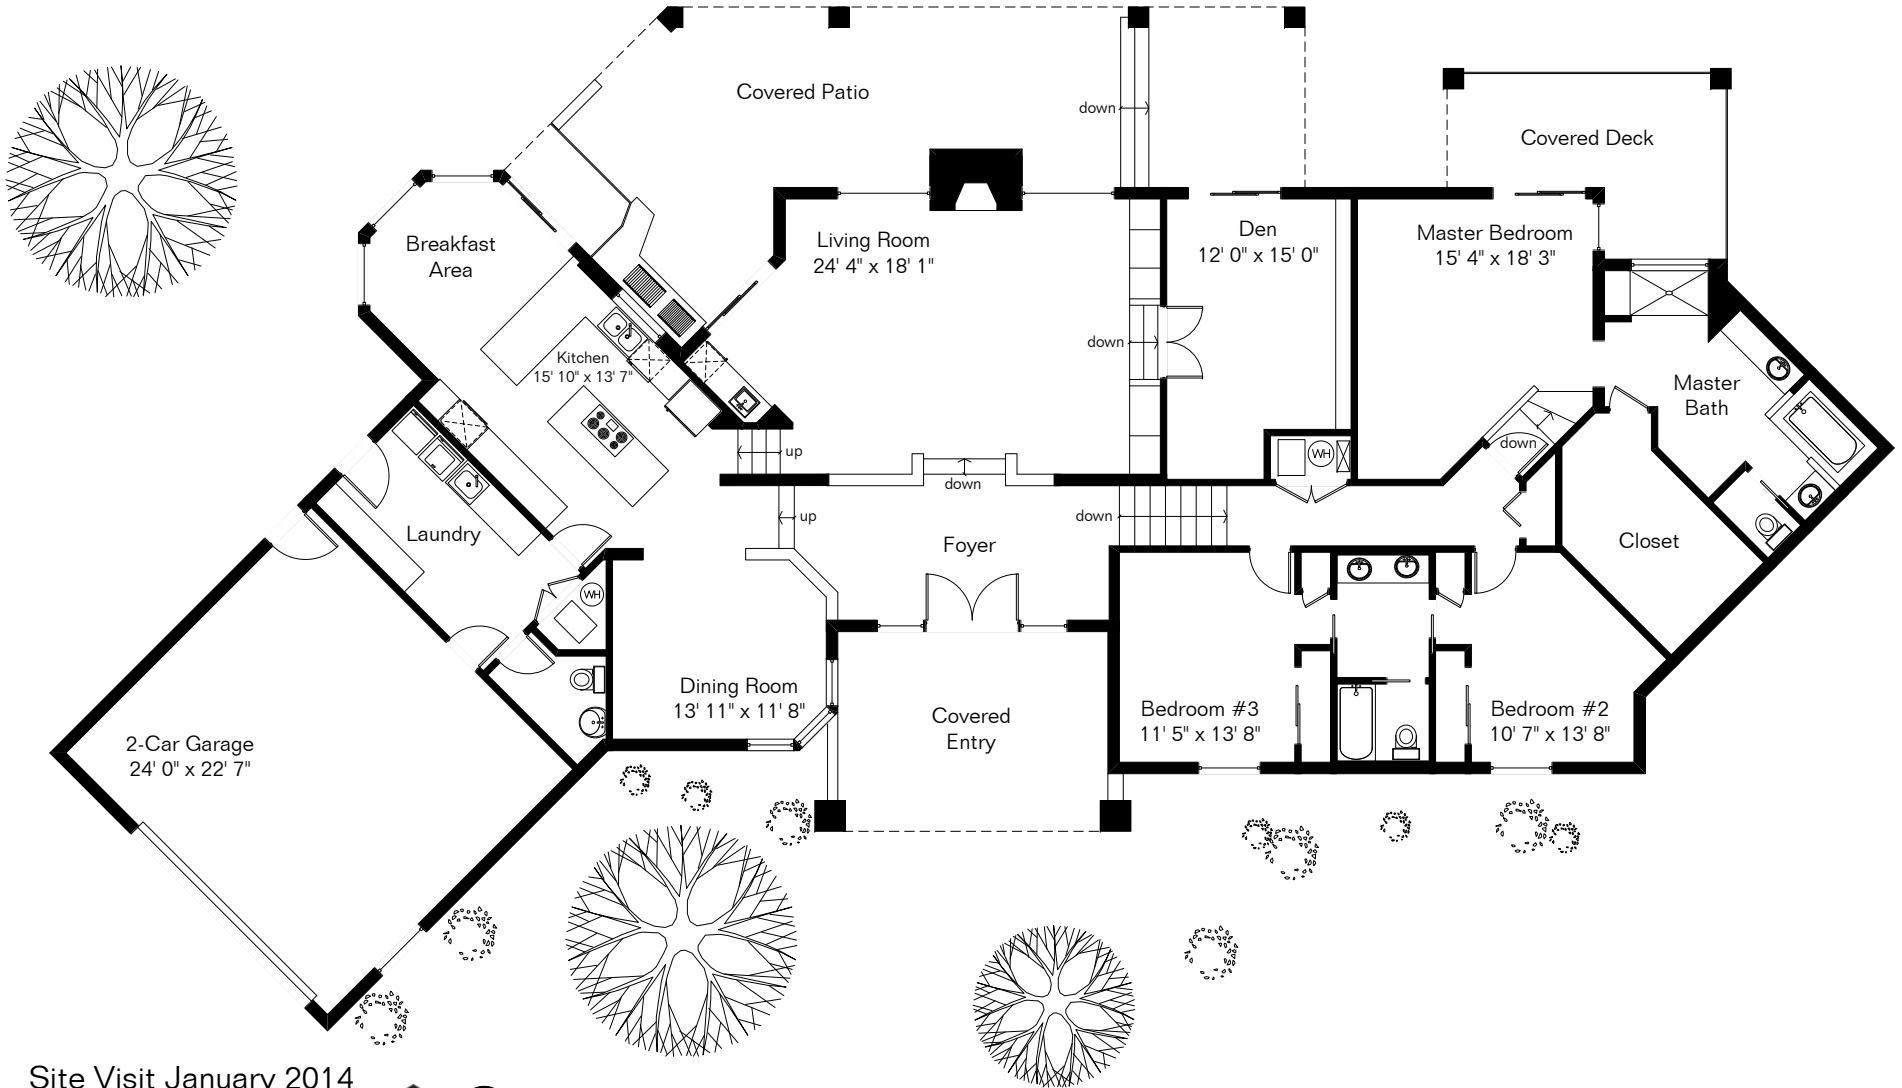 Covered Patio
down
Covered Deck
Breakfast
Area
Living Room
24' 4" x 18' 1"
Den
12' 0" x 15' 0"
Master Bedroom
15' 4" x 18' 3"
down
Kitchen
15' 10" x 13' 7"
Master
Bath
up
down
WH
down
up
down
Laundry
Foyer
Closet
WH
Dining Room
13' 11" x 11' 8"
Covered
Entry
Bedroom #3
11' 5" x 13' 8"
Bedroom #2
10' 7" x 13' 8"
2-Car Garage
24' 0" x 22' 7"
Site Visit January 2014